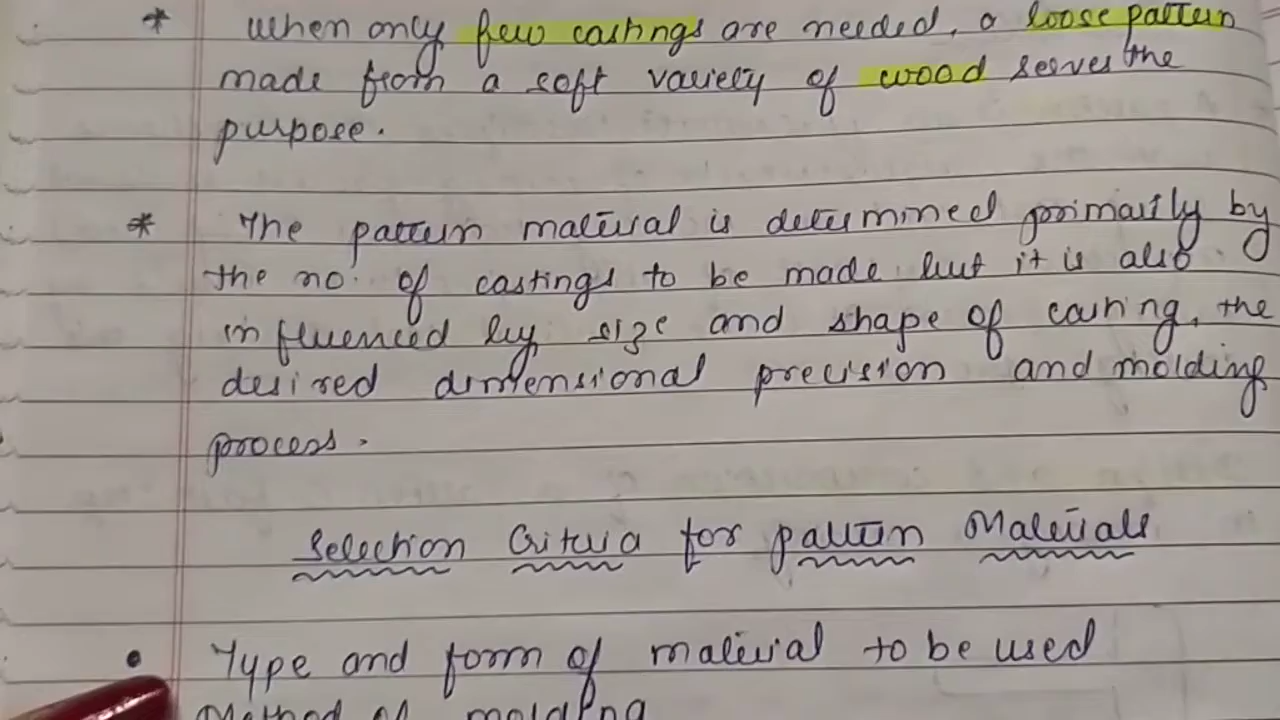 * When only few castings are needed, a loose pattern
made from a soft variety of wood serves the
purpose.
* The pattern material is determined primarily by
the no. of castings to be made but it is also
influenced by size and shape of casting, the
desired dimensional precision and molding
process.
Selection Criteria for pattern Materials
• Type and form of material to be used
Method of molding